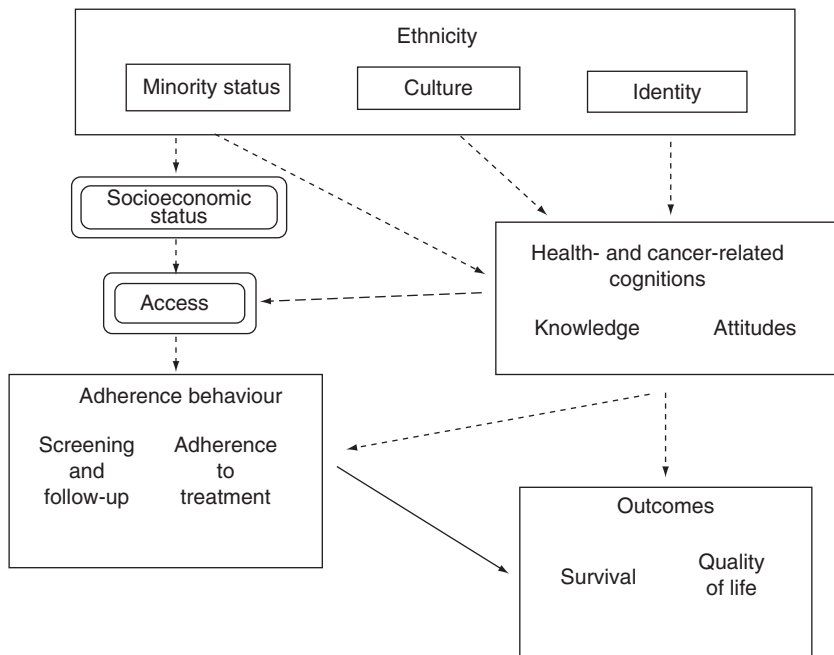 Ethnicity
Minority status
Culture
Identity
Socioeconomic
status
Access
Health- and cancer-related
cognitions
Knowledge
Attitudes
Adherence behaviour
Screening
and
follow-up
Adherence
to
treatment
Outcomes
Survival
Quality
of life